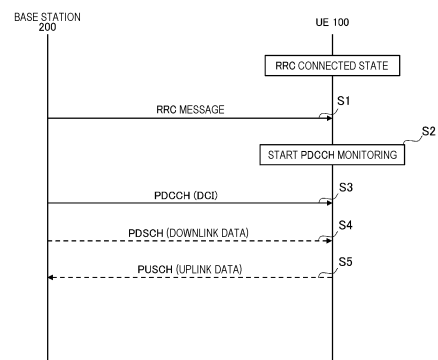 BASE STATION
200
UE 100
RRC CONNECTED STATE
S1
RRC MESSAGE
S2
START PDCCH MONITORING
S3
PDCCH (DCI)
S4
PDSCH (DOWNLINK DATA)
S5
PUSCH (UPLINK DATA)